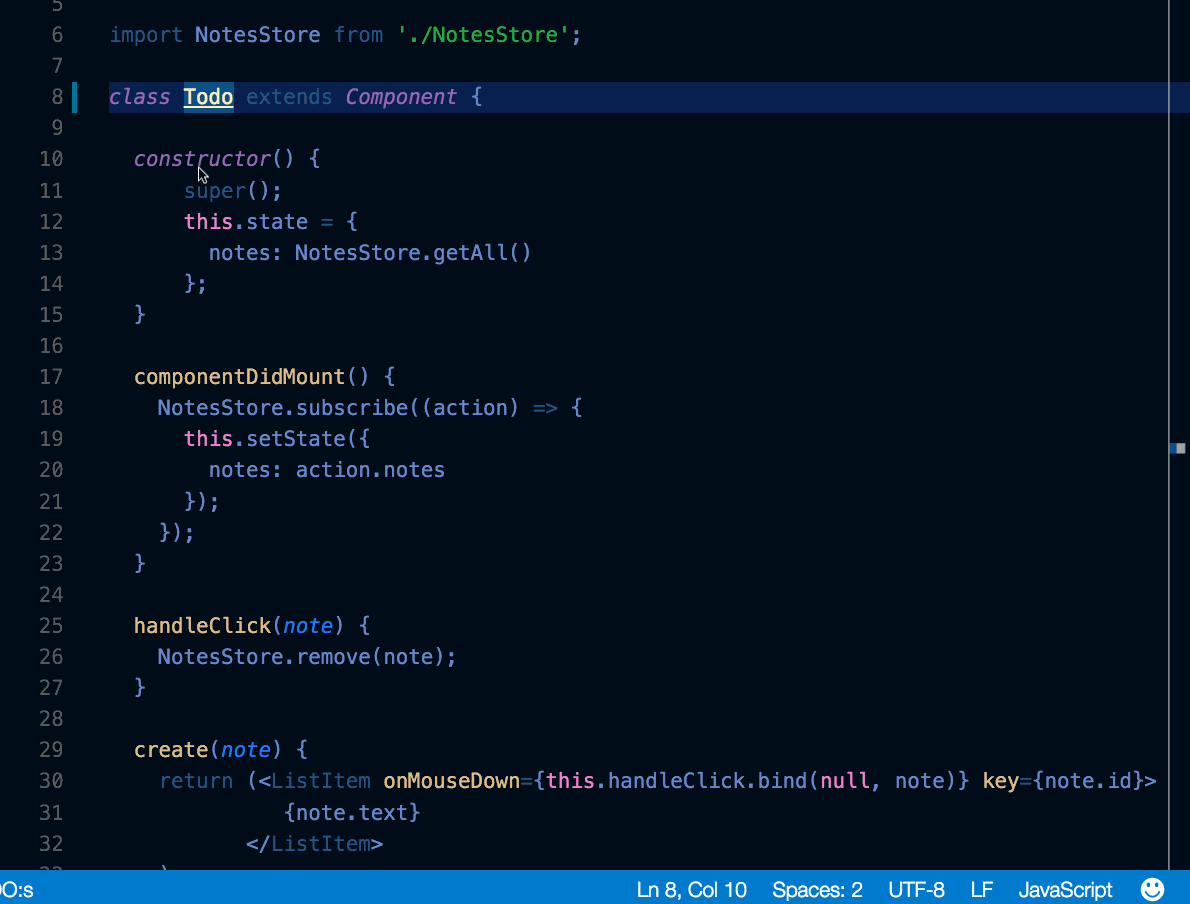 5
6 import NotesStore from './NotesStore';
7
8 class Todo extends Component {
9
10 constructor() {
11 super();
12 this.state = {
13 notes: NotesStore.getAll()
14 };
15 }
16
17 componentDidMount() {
18 NotesStore.subscribe((action) => {
19 this.setState({
20 notes: action.notes
21 });
22 });
23 }
24
25 handleClick(note) {
26 NotesStore.remove(note);
27 }
28
29 create(note) {
30 return (<ListItem onMouseDown={this.handleClick.bind(null, note)} key={note.id}>
31 {note.text}
32 </ListItem>
O:s Ln 8, Col 10 Spaces: 2 UTF-8 LF JavaScript